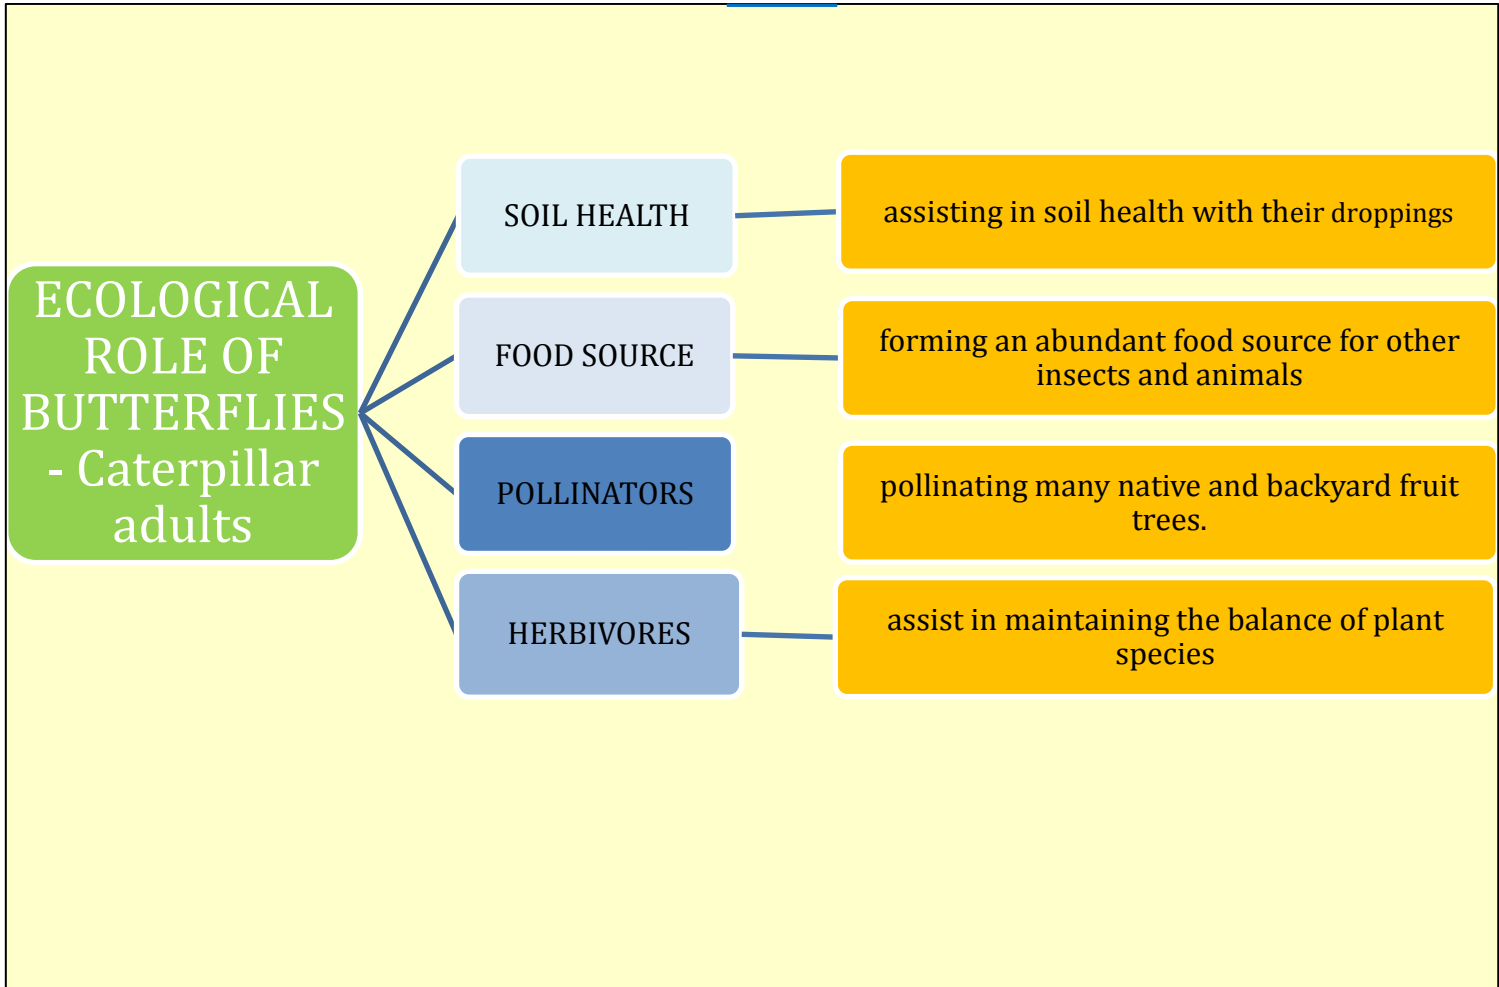 ECOLOGICAL
ROLE OF
BUTTERFLIES
- Caterpillar
adults
SOIL HEALTH
assisting in soil health with their droppings
FOOD SOURCE
forming an abundant food source for other
insects and animals
POLLINATORS
pollinating many native and backyard fruit
trees.
HERBIVORES
assist in maintaining the balance of plant
species